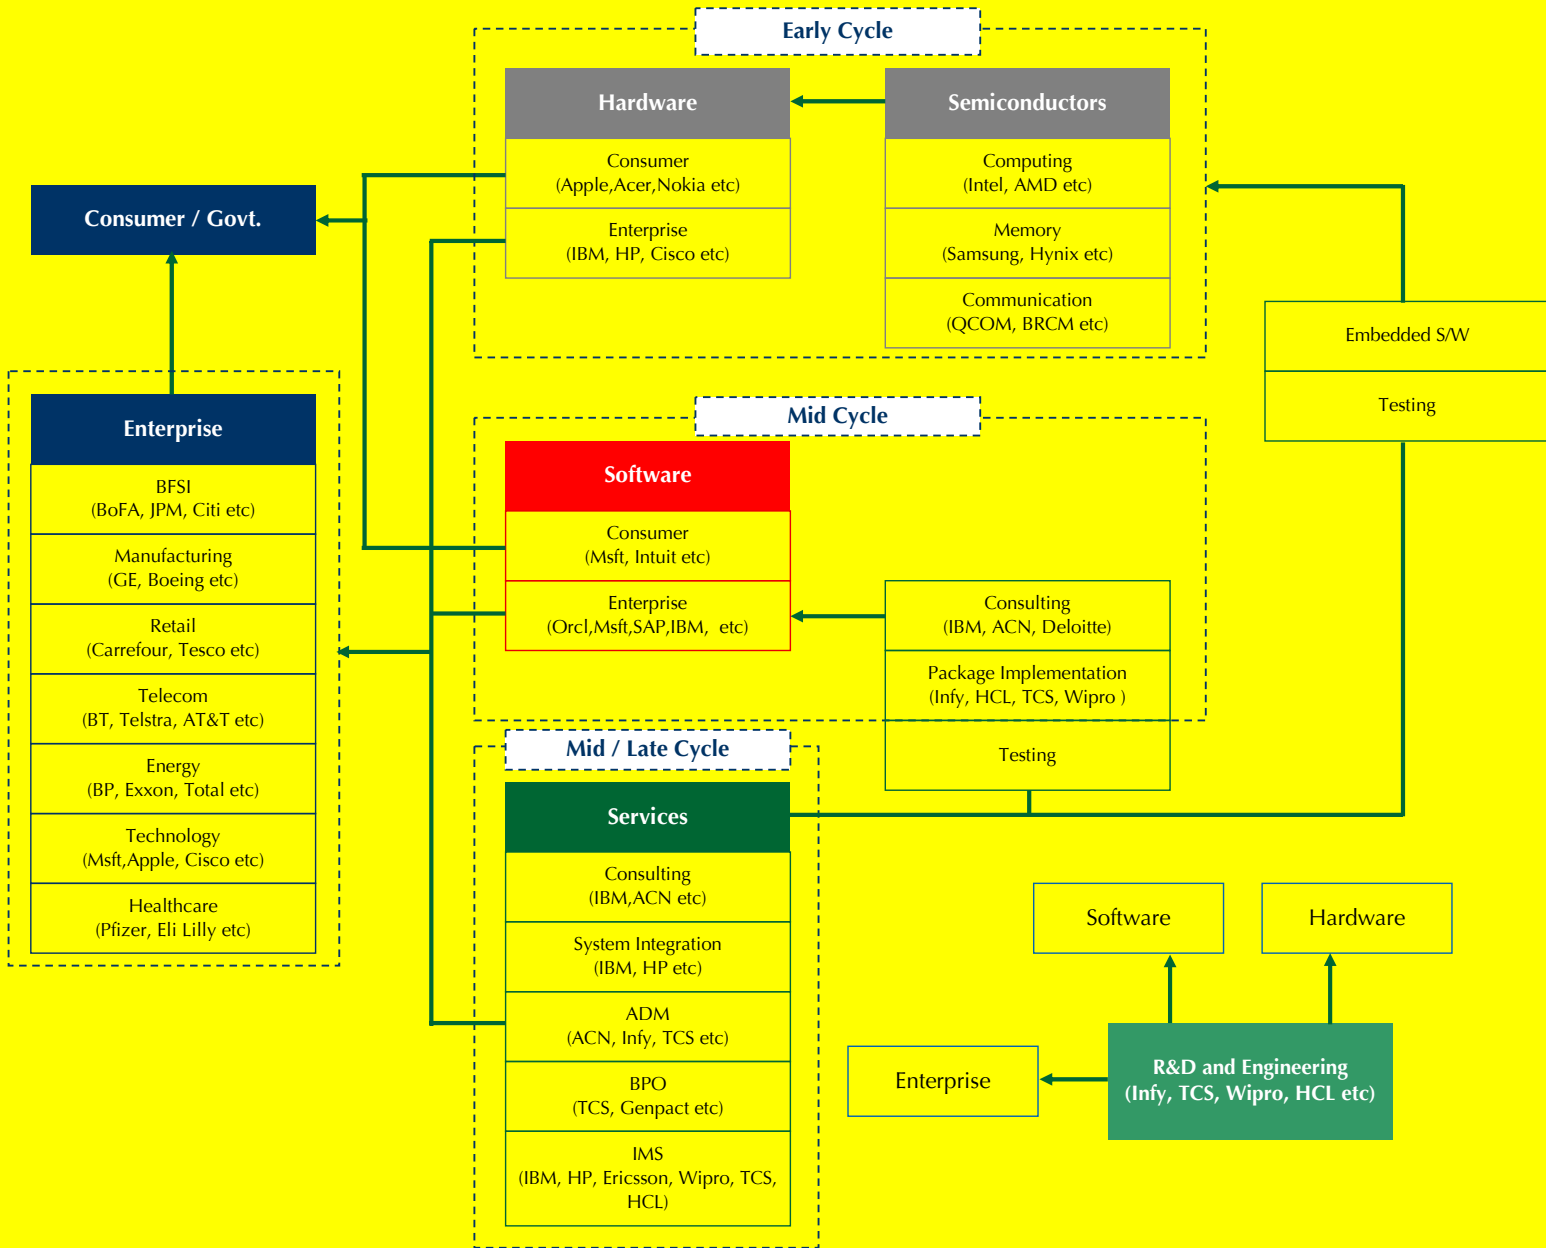 Early Cycle
Hardware
Consumer
(Apple,Acer,Nokia etc)
Enterprise
(IBM, HP, Cisco etc)
Semiconductors
Computing
(Intel, AMD etc)
Memory
(Samsung, Hynix etc)
Communication
(QCOM, BRCM etc)
Consumer / Govt.
Embedded S/W
Testing
Enterprise
BFSI
(BoFA, JPM, Citi etc)
Manufacturing
(GE, Boeing etc)
Retail
(Carrefour, Tesco etc)
Telecom
(BT, Telstra, AT&T etc)
Energy
(BP, Exxon, Total etc)
Technology
(Msft,Apple, Cisco etc)
Healthcare
(Pfizer, Eli Lilly etc)
Mid Cycle
Software
Consumer
(Msft, Intuit etc)
Enterprise
(Orcl,Msft,SAP,IBM,  etc)
Consulting
(IBM, ACN, Deloitte)
Package Implementation
(Infy, HCL, TCS, Wipro )
Testing
Mid / Late Cycle
Services
Consulting
(IBM,ACN etc)
System Integration
(IBM, HP etc)
ADM
(ACN, Infy, TCS etc)
BPO
(TCS, Genpact etc)
IMS
(IBM, HP, Ericsson, Wipro, TCS,
HCL)
Software
Hardware
Enterprise
R&D and Engineering
(Infy, TCS, Wipro, HCL etc)